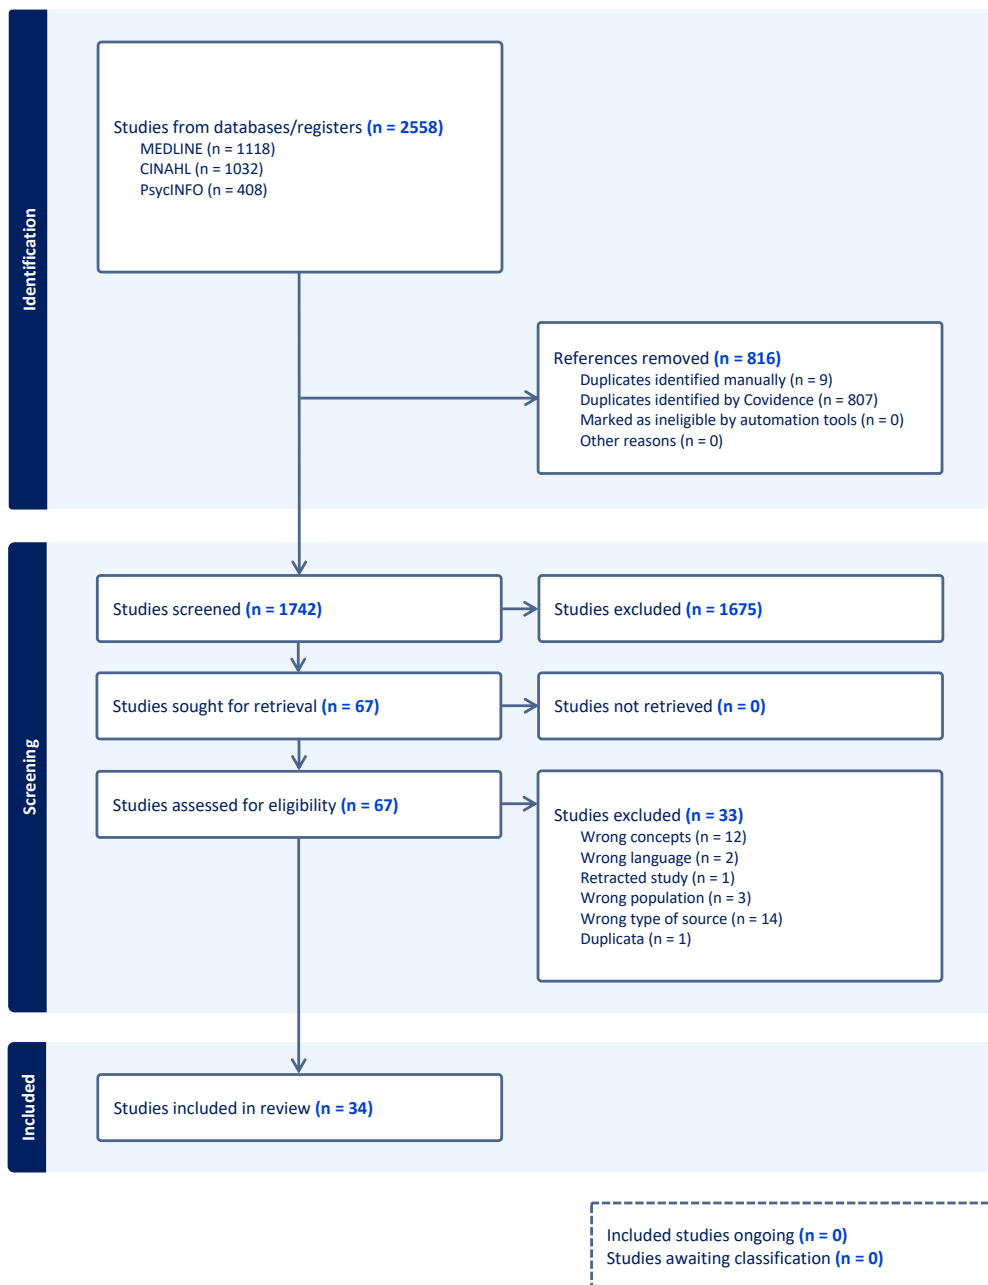 Identification
Studies from databases/registers (n = 2558)
MEDLINE (n = 1118)
CINAHL (n = 1032)
PsycINFO (n = 408)
References removed (n = 816)
Duplicates identified manually (n = 9)
Duplicates identified by Covidence (n = 807)
Marked as ineligible by automation tools (n = 0)
Other reasons (n = 0)
Screening
Studies screened (n = 1742)
Studies excluded (n = 1675)
Studies sought for retrieval (n = 67)
Studies not retrieved (n = 0)
Studies assessed for eligibility (n = 67)
Studies excluded (n = 33)
Wrong concepts (n = 12)
Wrong language (n = 2)
Retracted study (n = 1)
Wrong population (n = 3)
Wrong type of source (n = 14)
Duplicata (n = 1)
Included
Studies included in review (n = 34)
Included studies ongoing (n = 0)
Studies awaiting classification (n = 0)